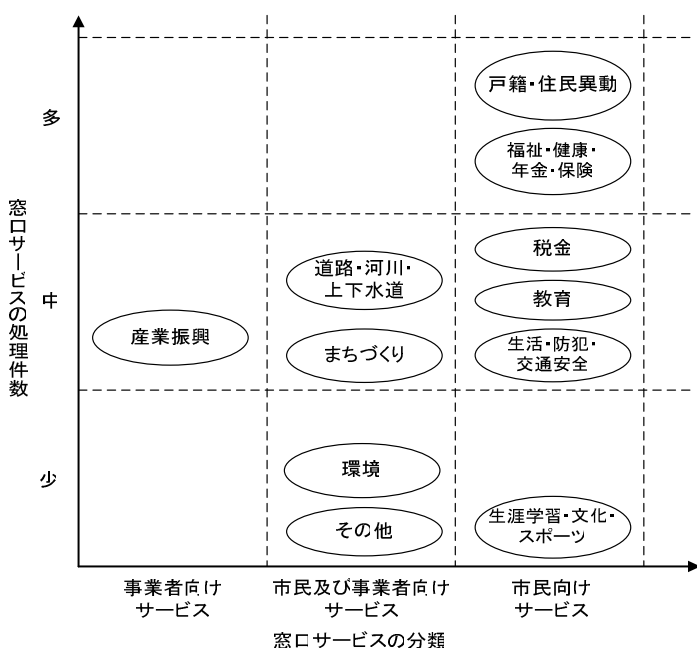 多
戸籍・住民異動
福祉・健康・
年金・保険
窓口サービスの処理件数
中
税金
道路・河川・
上下水道
教育
産業振興
まちづくり
生活・防犯・
交通安全
少
環境
その他
生涯学習・文化・
スポーツ
事業者向け
サービス
市民及び事業者向け
サービス
市民向け
サービス
窓口サービスの分類